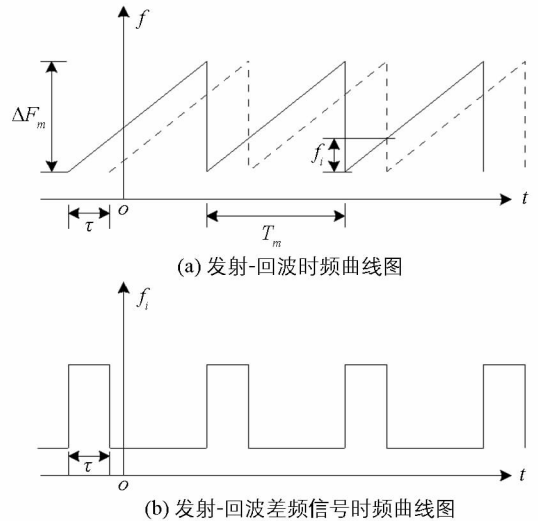 f
ΔF_m
f_i
τ
o
t
T_m
(a) 发射-回波时频曲线图
f_i
τ
o
t
(b) 发射-回波差频信号时频曲线图